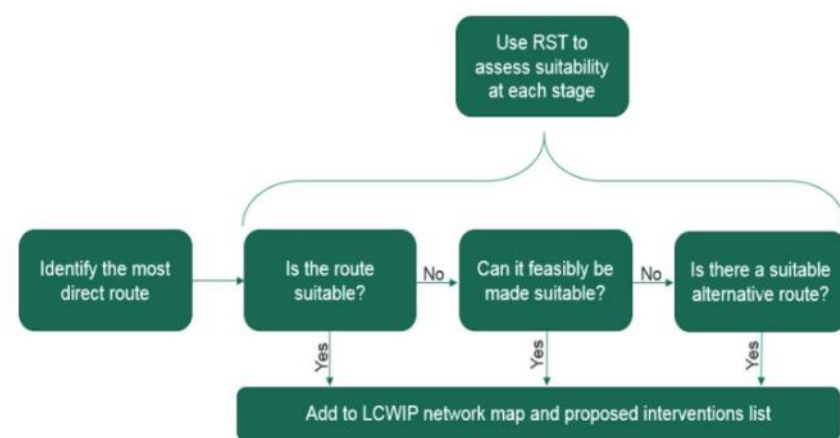 Use RST to
assess suitability
at each stage
Identify the most
direct route
Is the route
suitable?
No
Can it feasibly be
made suitable?
No
Is there a suitable
alternative route?
Yes
Yes
Yes
Add to LCWIP network map and proposed interventions list